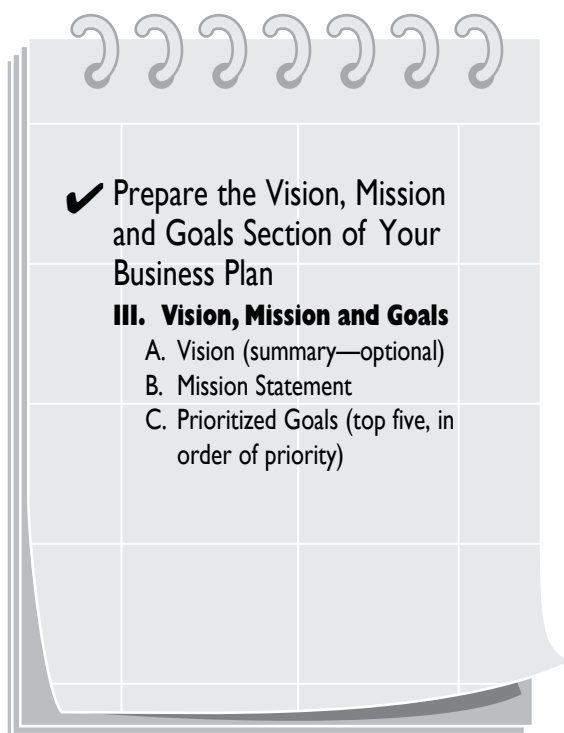 ✔ Prepare the Vision, Mission
and Goals Section of Your
Business Plan
III. Vision, Mission and Goals
A. Vision (summary—optional)
B. Mission Statement
C. Prioritized Goals (top five, in
order of priority)